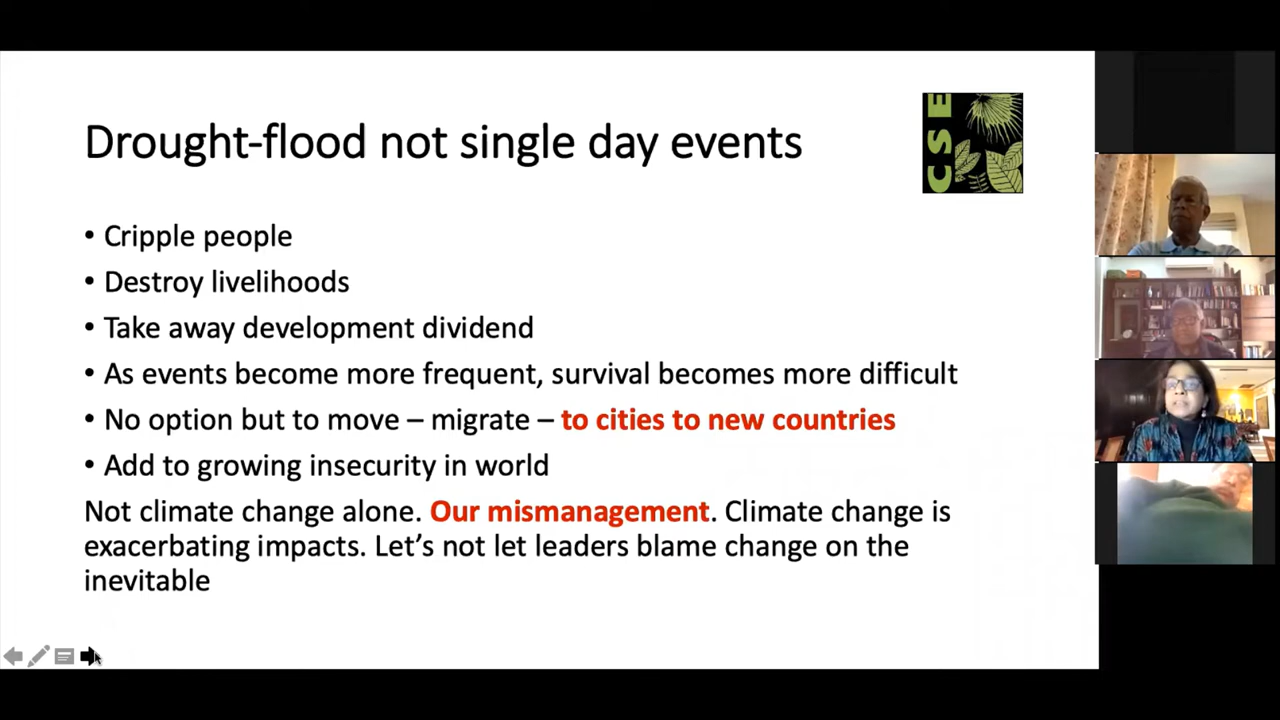 Drought-flood not single day events
CSE
• Cripple people
• Destroy livelihoods
• Take away development dividend
• As events become more frequent, survival becomes more difficult
• No option but to move – migrate – to cities to new countries
• Add to growing insecurity in world
Not climate change alone. Our mismanagement. Climate change is
exacerbating impacts. Let’s not let leaders blame change on the
inevitable